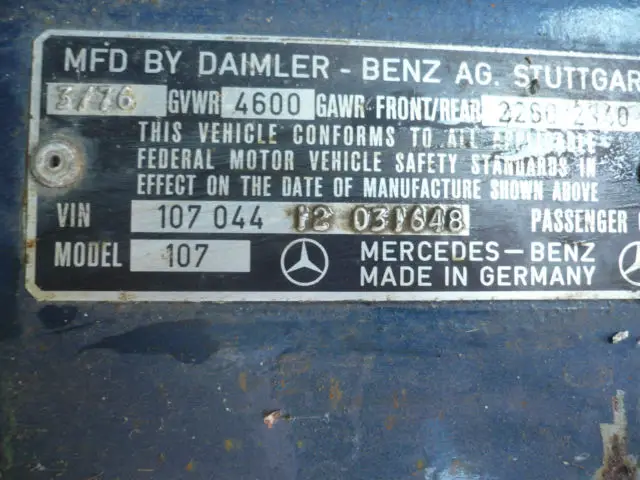 MFD BY DAIMLER - BENZ AG. STUTTGAR
3/76 GVWR 4600 GAWR FRONT/REAR
THIS VEHICLE CONFORMS TO ALL
FEDERAL MOTOR VEHICLE SAFETY STANDARDS IN
EFFECT ON THE DATE OF MANUFACTURE SHOWN ABOVE
VIN 107 044 12 031648 PASSENGER
MODEL 107 MERCEDES-BENZ
MADE IN GERMANY